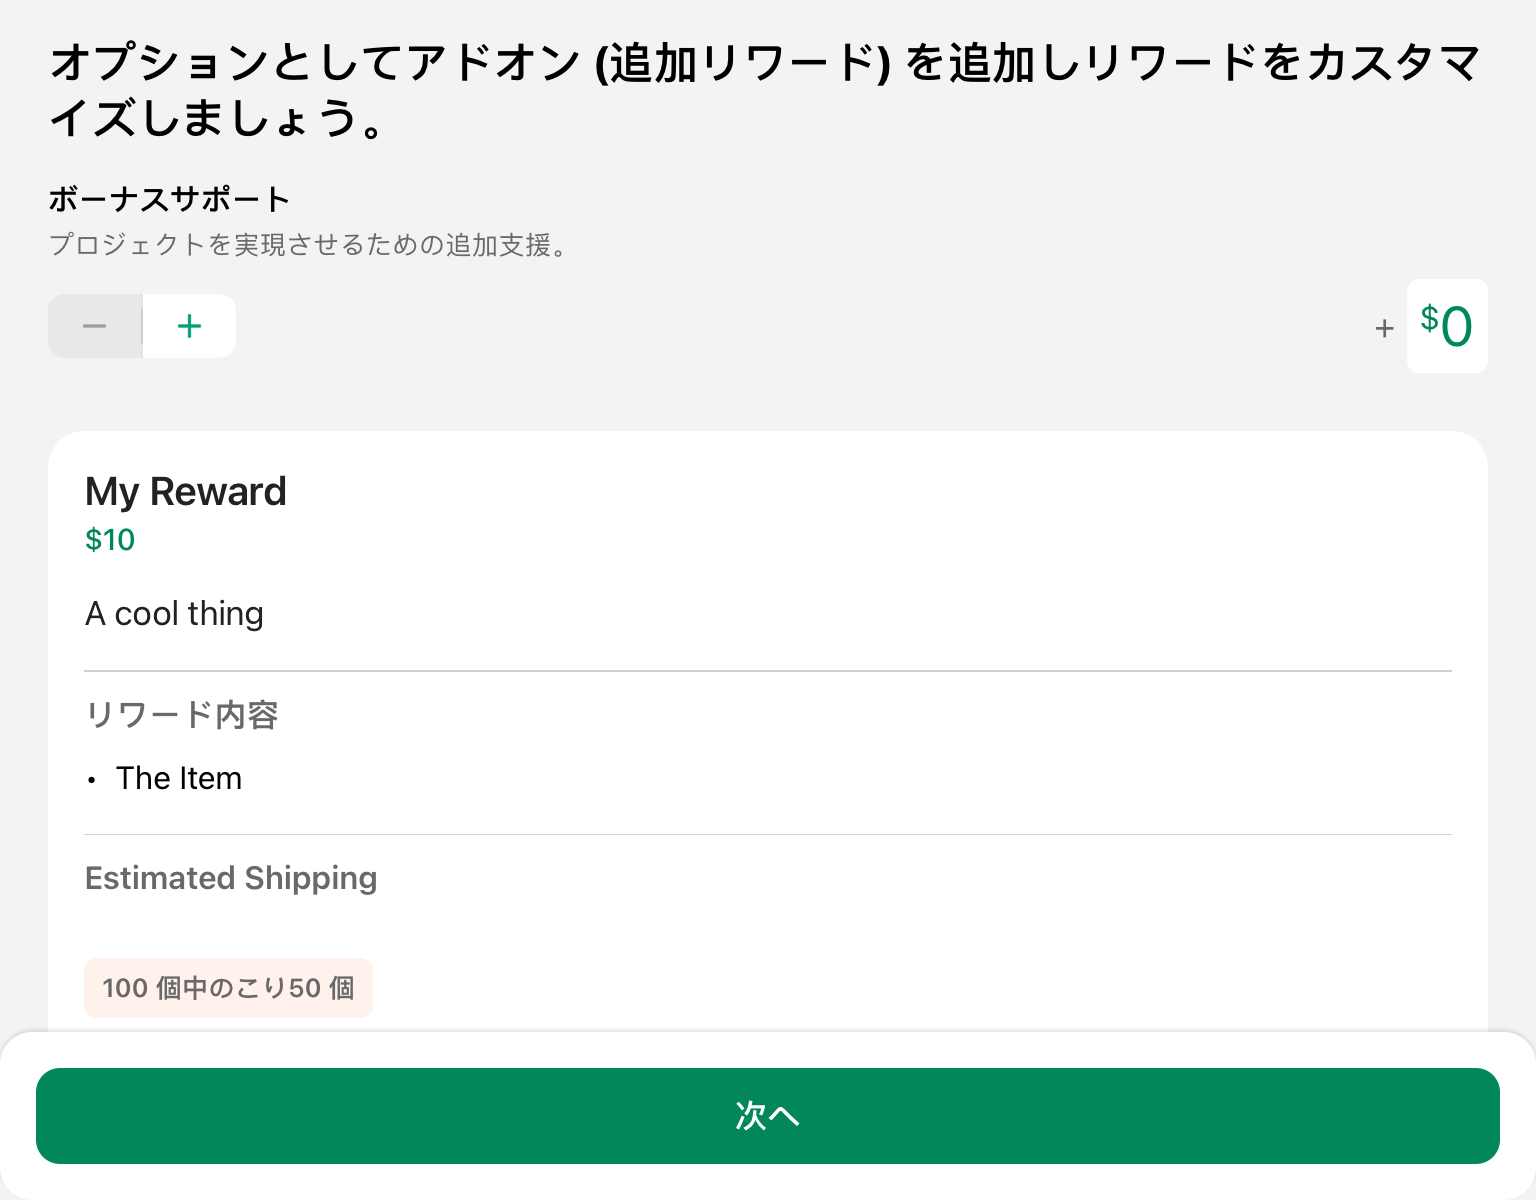 オプションとしてアドオン (追加リワード) を追加しリワードをカスタマ
イズしましょう。
ボーナスサポート
プロジェクトを実現させるための追加支援。
− +
+ $0
My Reward
$10
A cool thing
リワード内容
• The Item
Estimated Shipping
100 個中のこり50 個
次へ